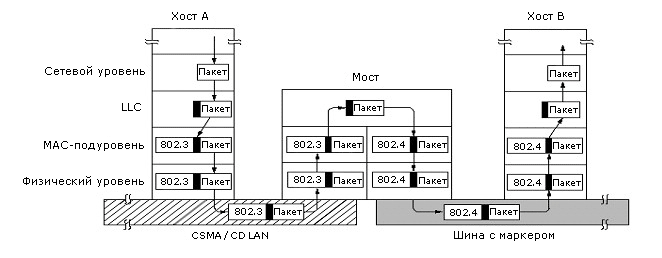 Хост А Хост В
Сетевой уровень Пакет Мост Пакет
LLC Пакет Пакет Пакет
МАС-подуровень 802.3 Пакет 802.3 Пакет 802.4 Пакет 802.4 Пакет
Физический уровень 802.3 Пакет 802.3 Пакет 802.4 Пакет 802.4 Пакет
802.3 Пакет 802.4 Пакет
CSMA/CD LAN Шина с маркером